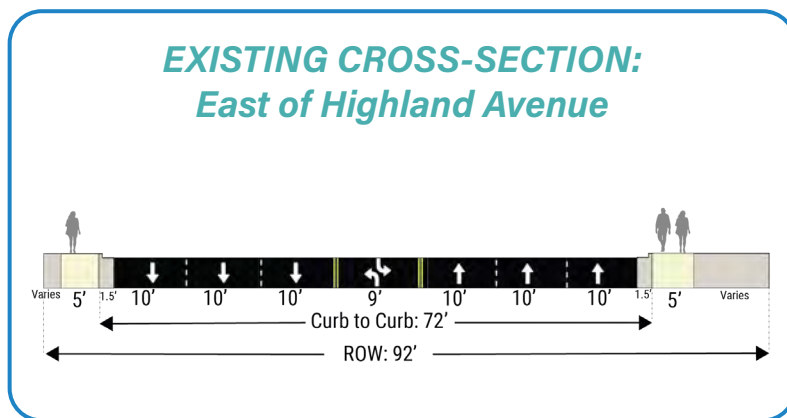 EXISTING CROSS-SECTION:
East of Highland Avenue
Varies 5’ 1.5’ 10’ 10’ 10’ 9’ 10’ 10’ 10’ 1.5’ 5’ Varies
Curb to Curb: 72’
ROW: 92’